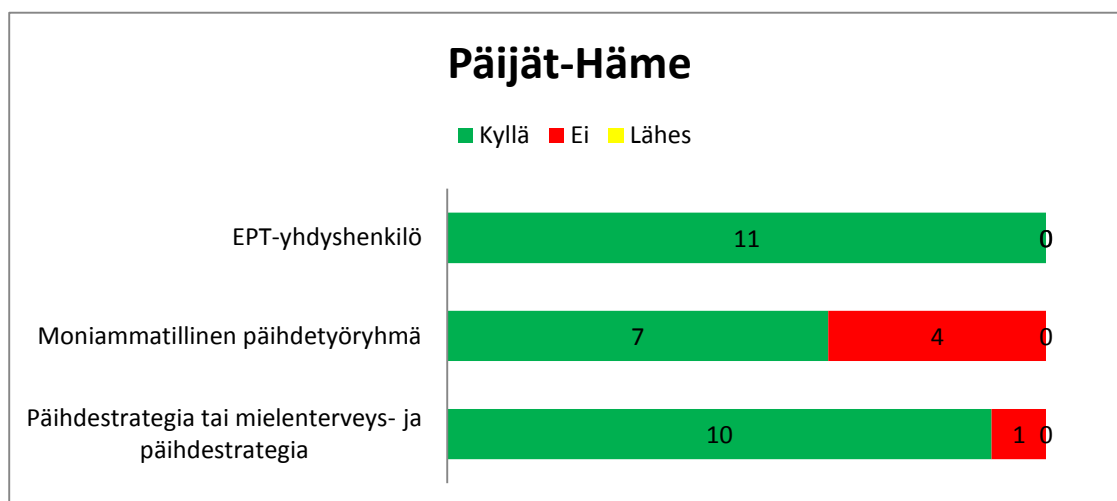 Päijät-Häme
Kyllä Ei Lähes
EPT-yhdyshenkilö
11 0
Moniammatillinen päihdetyöryhmä
7 4 0
Päihdestrategia tai mielenterveys- ja
päihdestrategia
10 1 0